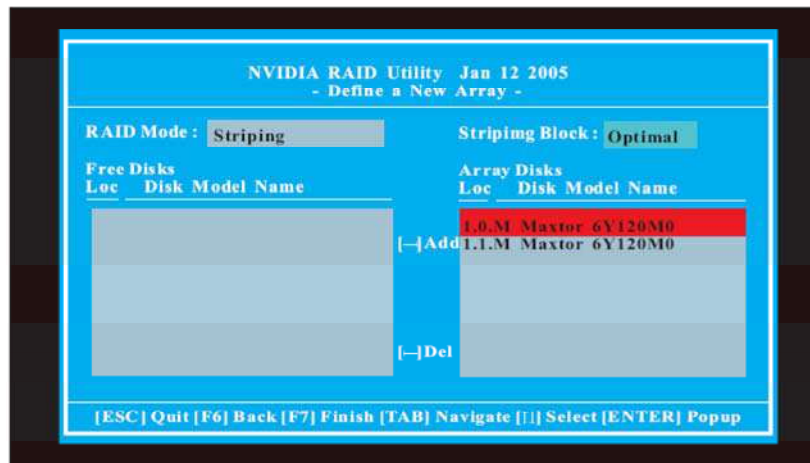 NVIDIA RAID Utility Jan 12 2005
- Define a New Array -
RAID Mode : Striping
Stripimg Block : Optimal
Free Disks
Loc Disk Model Name
Array Disks
Loc Disk Model Name
[—]Add
1.0.M Maxtor 6Y120M0
1.1.M Maxtor 6Y120M0
[—]Del
[ESC] Quit [F6] Back [F7] Finish [TAB] Navigate [↑↓] Select [ENTER] Popup